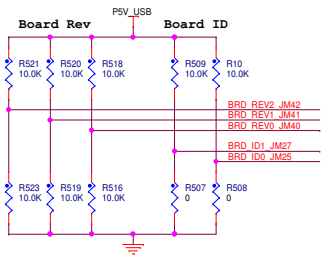 P5V_USB
Board Rev
Board ID
R521
10.0K
R520
10.0K
R518
10.0K
R509
10.0K
R10
10.0K
BRD_REV2_JM42
BRD_REV1_JM41
BRD_REV0_JM40
BRD_ID1_JM27
BRD_ID0_JM25
R523
10.0K
R519
10.0K
R516
10.0K
R507
0
R508
0